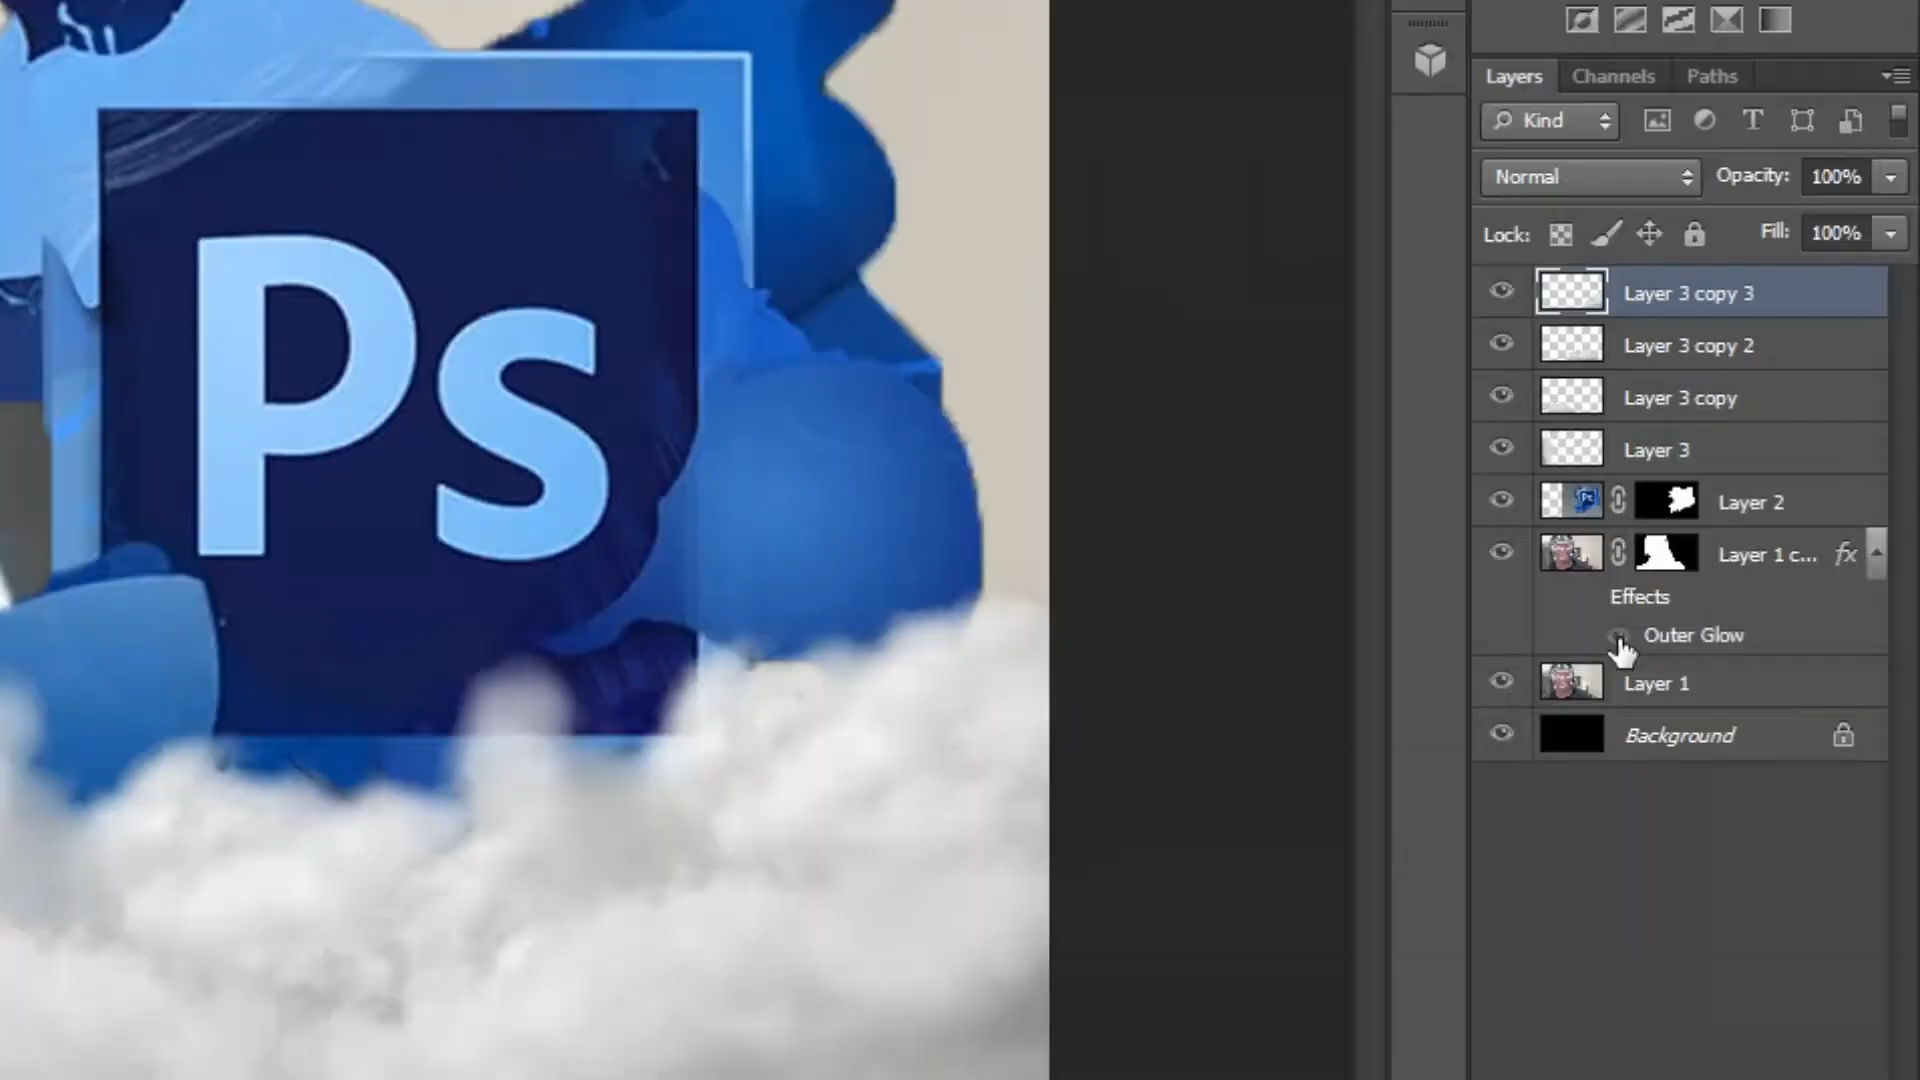 Ps
Layers Channels Paths
Kind T
Normal Opacity: 100%
Lock: Fill: 100%
Layer 3 copy 3
Layer 3 copy 2
Layer 3 copy
Layer 3
Ps Layer 2
Layer 1 c... fx
Effects
Outer Glow
Layer 1
Background